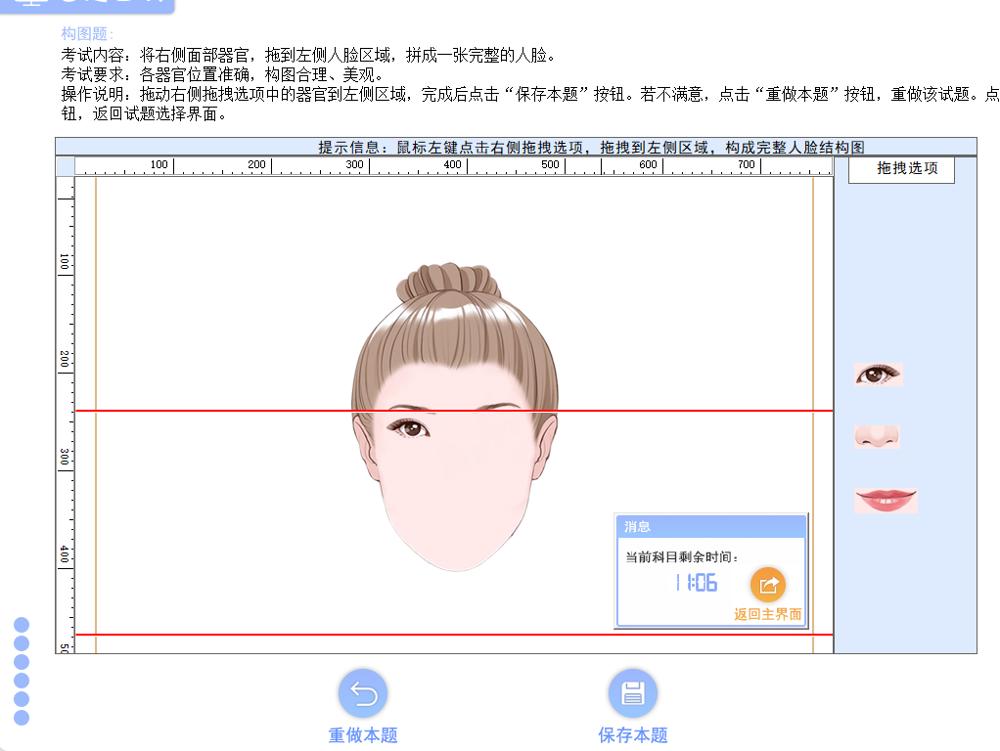 构图题:
考试内容：将右侧面部器官，拖到左侧人脸区域，拼成一张完整的人脸。
考试要求：各器官位置准确，构图合理、美观。
操作说明：拖动右侧拖拽选项中的器官到左侧区域，完成后点击“保存本题”按钮。若不满意，点击“重做本题”按钮，重做该试题。点
钮，返回试题选择界面。
提示信息：鼠标左键点击右侧拖拽选项，拖拽到左侧区域，构成完整人脸结构图
100 200 300 400 500 600 700
拖拽选项
100
200
300
400
消息
当前科目剩余时间：
11:06
返回主界面
重做本题
保存本题